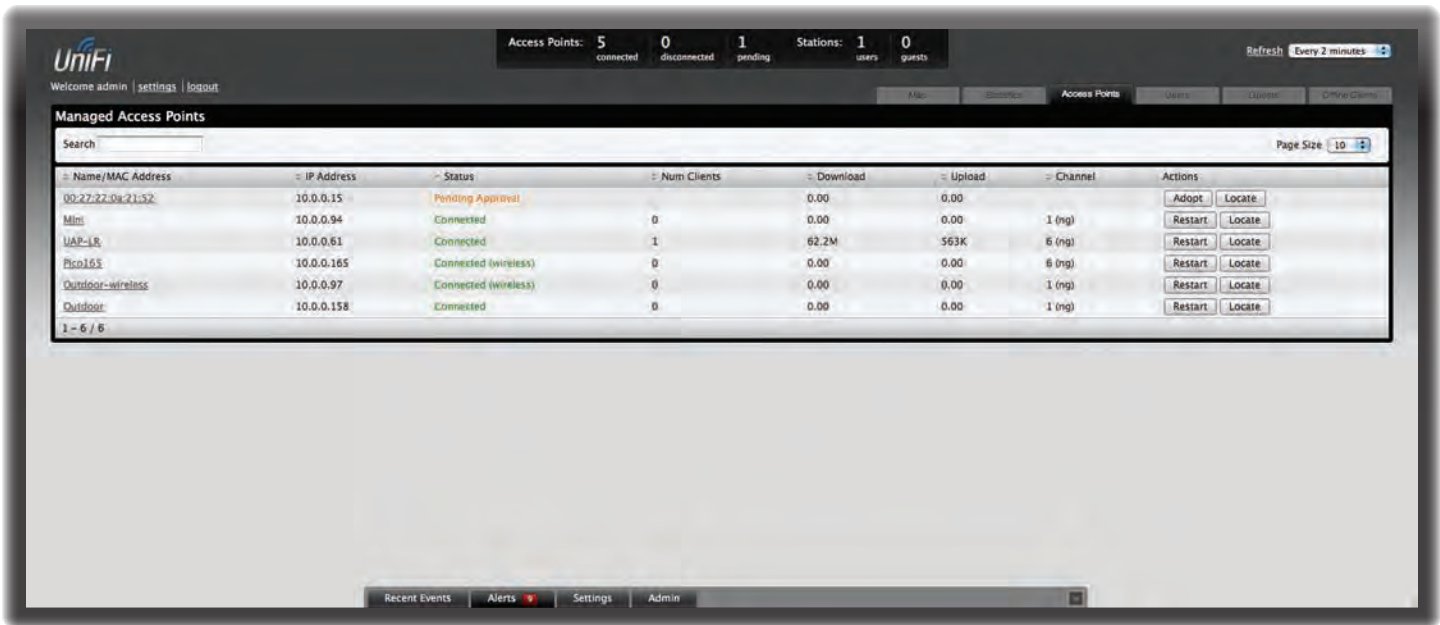 UniFi
Access Points: 5 connected 0 disconnected 1 pending Stations: 1 users 0 guests
Refresh Every 2 minutes
Welcome admin | settings | logout
Map Statistics Access Points Users Guests Offline Clients
Managed Access Points
Search Page Size 10
Name/MAC Address IP Address Status Num Clients Download Upload Channel Actions
00:27:22:0a:21:52 10.0.0.15 Pending Approval 0.00 0.00 Adopt Locate
Mini 10.0.0.94 Connected 0 0.00 0.00 1 (ng) Restart Locate
UAP-LR 10.0.0.61 Connected 1 62.2M 563K 6 (ng) Restart Locate
Pico165 10.0.0.165 Connected (wireless) 0 0.00 0.00 6 (ng) Restart Locate
Outdoor-wireless 10.0.0.97 Connected (wireless) 0 0.00 0.00 1 (ng) Restart Locate
Outdoor 10.0.0.158 Connected 0 0.00 0.00 1 (ng) Restart Locate
1 - 6 / 6
Recent Events Alerts 9 Settings Admin